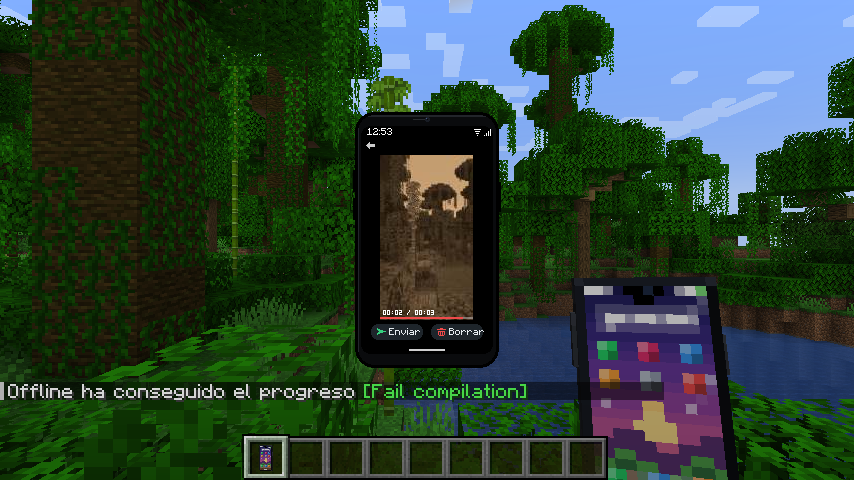 12:53
00:02 / 00:03
Enviar
Borrar
Offline ha conseguido el progreso [Fail compilation]